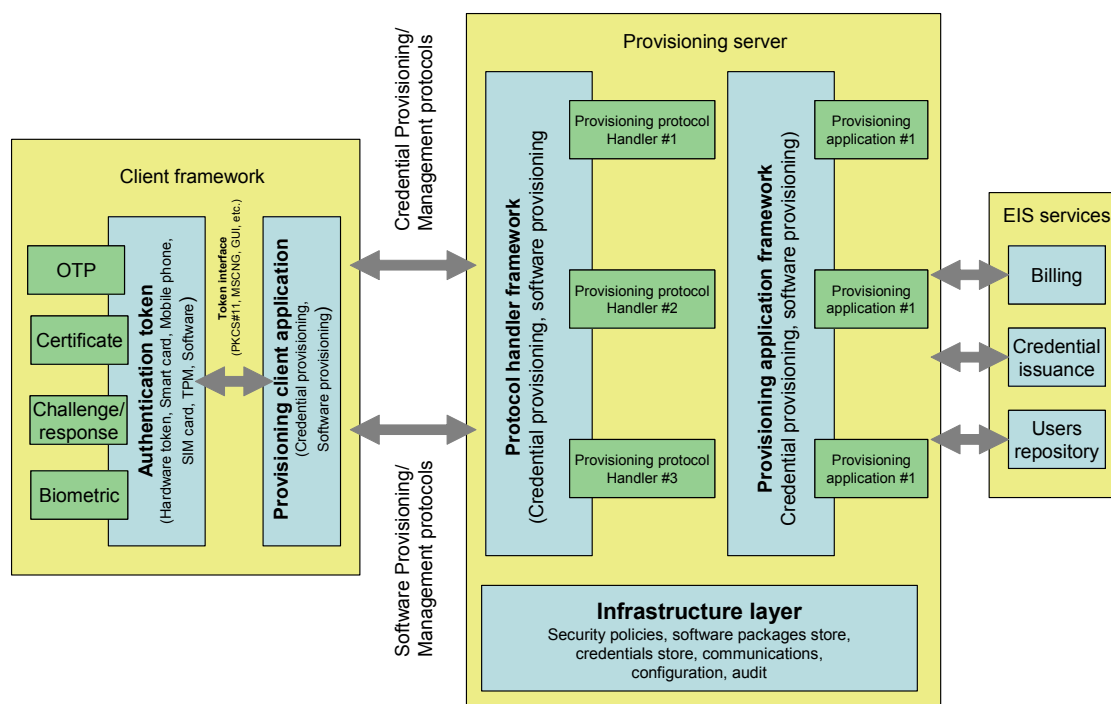 Client framework
OTP
Certificate
Challenge/
response
Biometric
Authentication token
(Hardware token, Smart card, Mobile phone,
SIM card, TPM, Software)
Token interface
(PKCS#11, MSCNG, GUI, etc.)
Provisioning client application
(Credential provisioning,
Software provisioning)
Credential Provisioning/
Management protocols
Software Provisioning/
Management protocols
Provisioning server
Protocol handler framework
(Credential provisioning, software provisioning
Provisioning protocol
Handler #1
Provisioning protocol
Handler #2
Provisioning protocol
Handler #3
Provisioning application framework
Credential provisioning, software provisioning)
Provisioning
application #1
Provisioning
application #1
Provisioning
application #1
Infrastructure layer
Security policies, software packages store,
credentials store, communications,
configuration, audit
EIS services
Billing
Credential
issuance
Users
repository